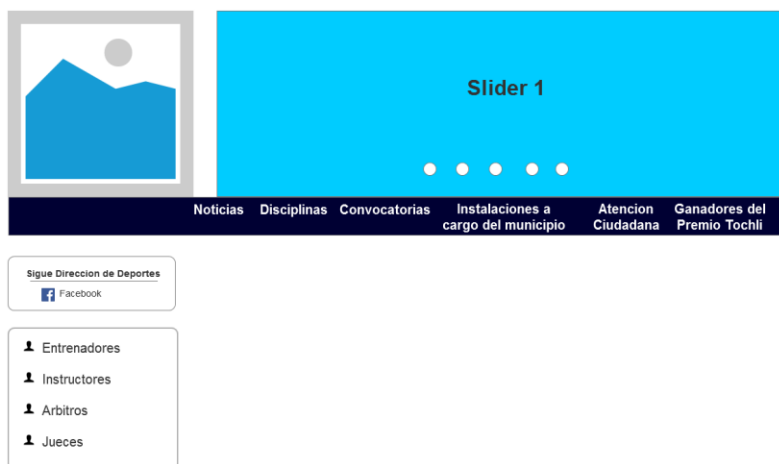 Slider 1
Noticias
Disciplinas
Convocatorias
Instalaciones a
cargo del municipio
Atencion
Ciudadana
Ganadores del
Premio Tochli
Sigue Direccion de Deportes
Facebook
Entrenadores
Instructores
Arbitros
Jueces